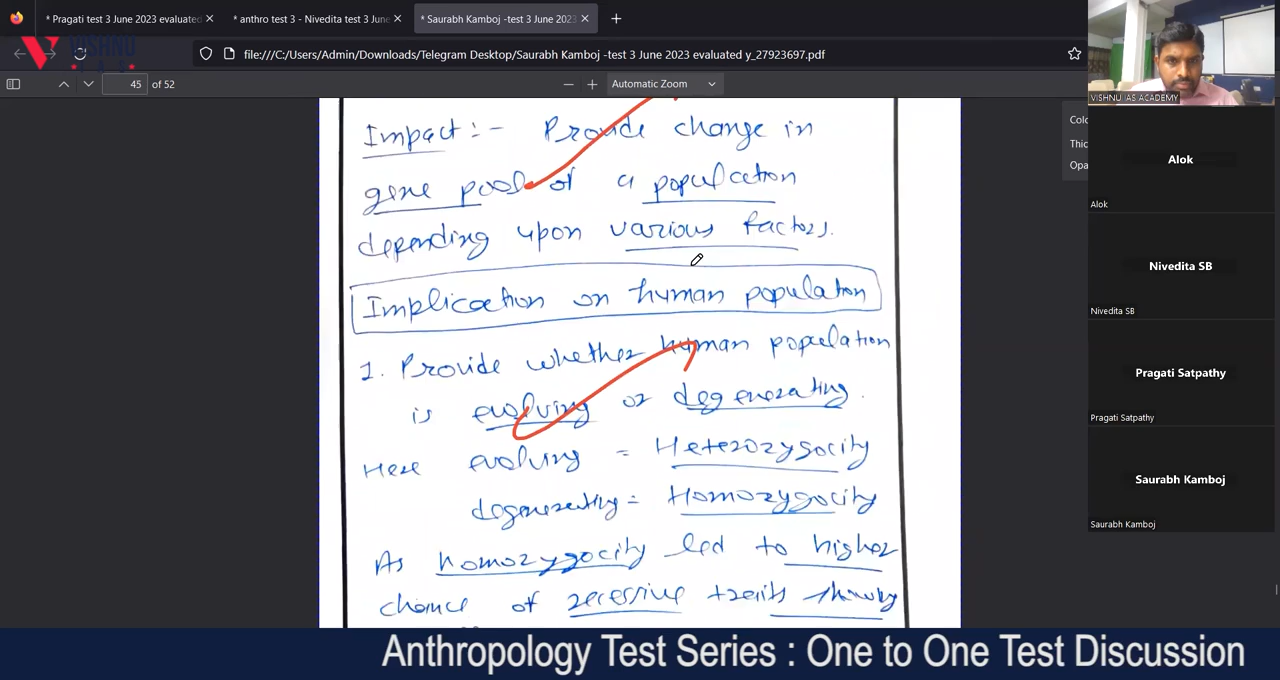 * Pragati test 3 June 2023 evaluated
* anthro test 3 - Nivedita test 3 June
* Saurabh Kamboj -test 3 June 2023
VISHNU
IAS
file:///C:/Users/Admin/Downloads/Telegram Desktop/Saurabh Kamboj -test 3 June 2023 evaluated y_27923697.pdf
45 of 52
Automatic Zoom
Impact :- Provide change in
gene pool of a population
depending upon various factors.
Implication on human population
1. Provide whether human population
is evolving or degenerating.
Here evolving = Heterozygocity
degenerating = Homozygocity
As homozygocity led to higher
chance of recessive traits
Colo
Thic
Opa
VISHNU IAS ACADEMY
Alok
Alok
Nivedita SB
Nivedita SB
Pragati Satpathy
Pragati Satpathy
Saurabh Kamboj
Saurabh Kamboj
Anthropology Test Series : One to One Test Discussion